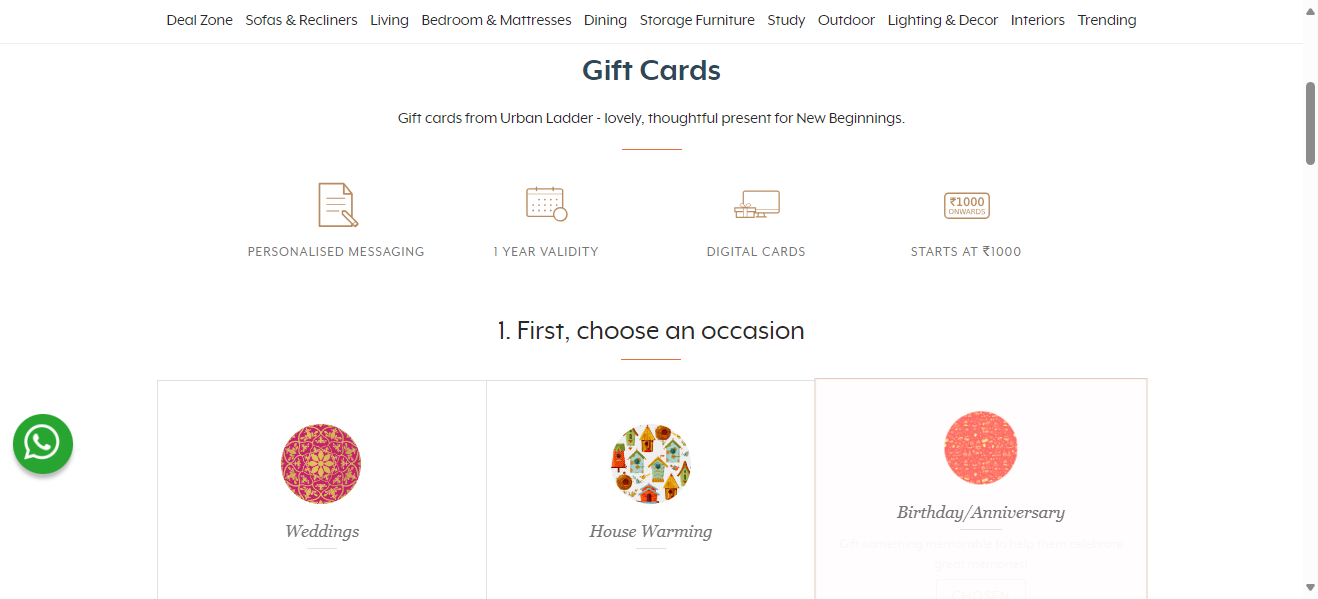 Deal Zone Sofas & Recliners Living Bedroom & Mattresses Dining Storage Furniture Study Outdoor Lighting & Decor Interiors Trending
Gift Cards
Gift cards from Urban Ladder - lovely, thoughtful present for New Beginnings.
₹1000
ONWARDS
PERSONALISED MESSAGING 1 YEAR VALIDITY DIGITAL CARDS STARTS AT ₹1000
1. First, choose an occasion
Weddings House Warming Birthday/Anniversary
Gift something memorable to help them celebrate
great memories!
CHOSEN